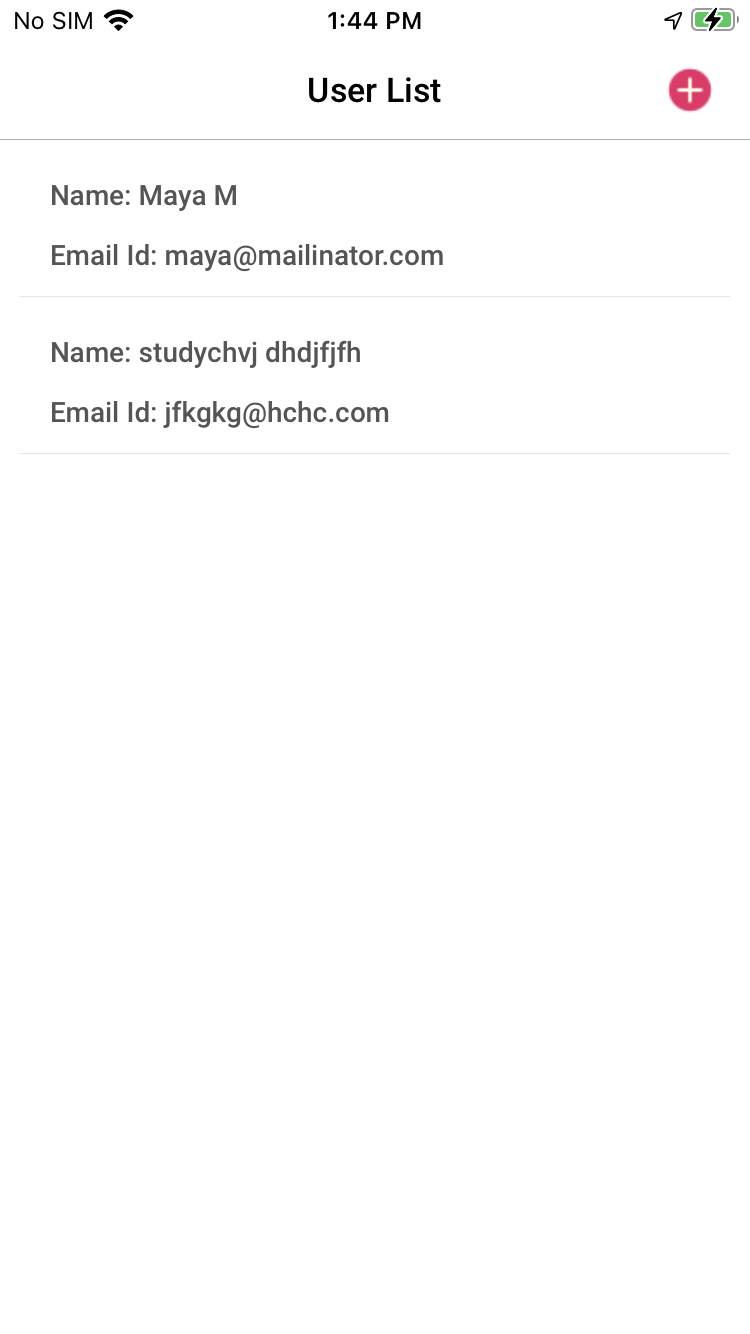 No SIM 1:44 PM
User List
Name: Maya M
Email Id: maya@mailinator.com
Name: studychvj dhdjfjfh
Email Id: jfkgkg@hchc.com